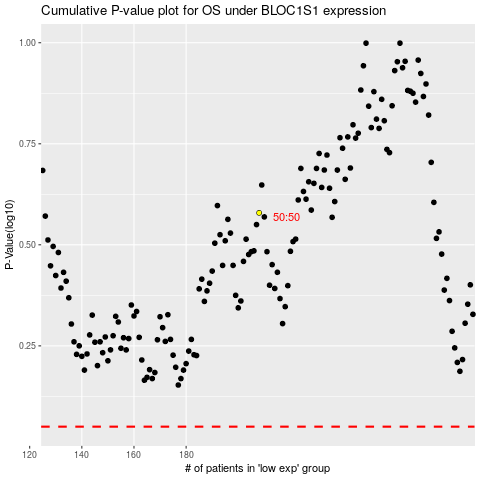 Cumulative P-value plot for OS under BLOC1S1 expression
P-Value(log10)
1.00
0.75
0.50
0.25
50:50
120 140 160 180
# of patients in 'low exp' group